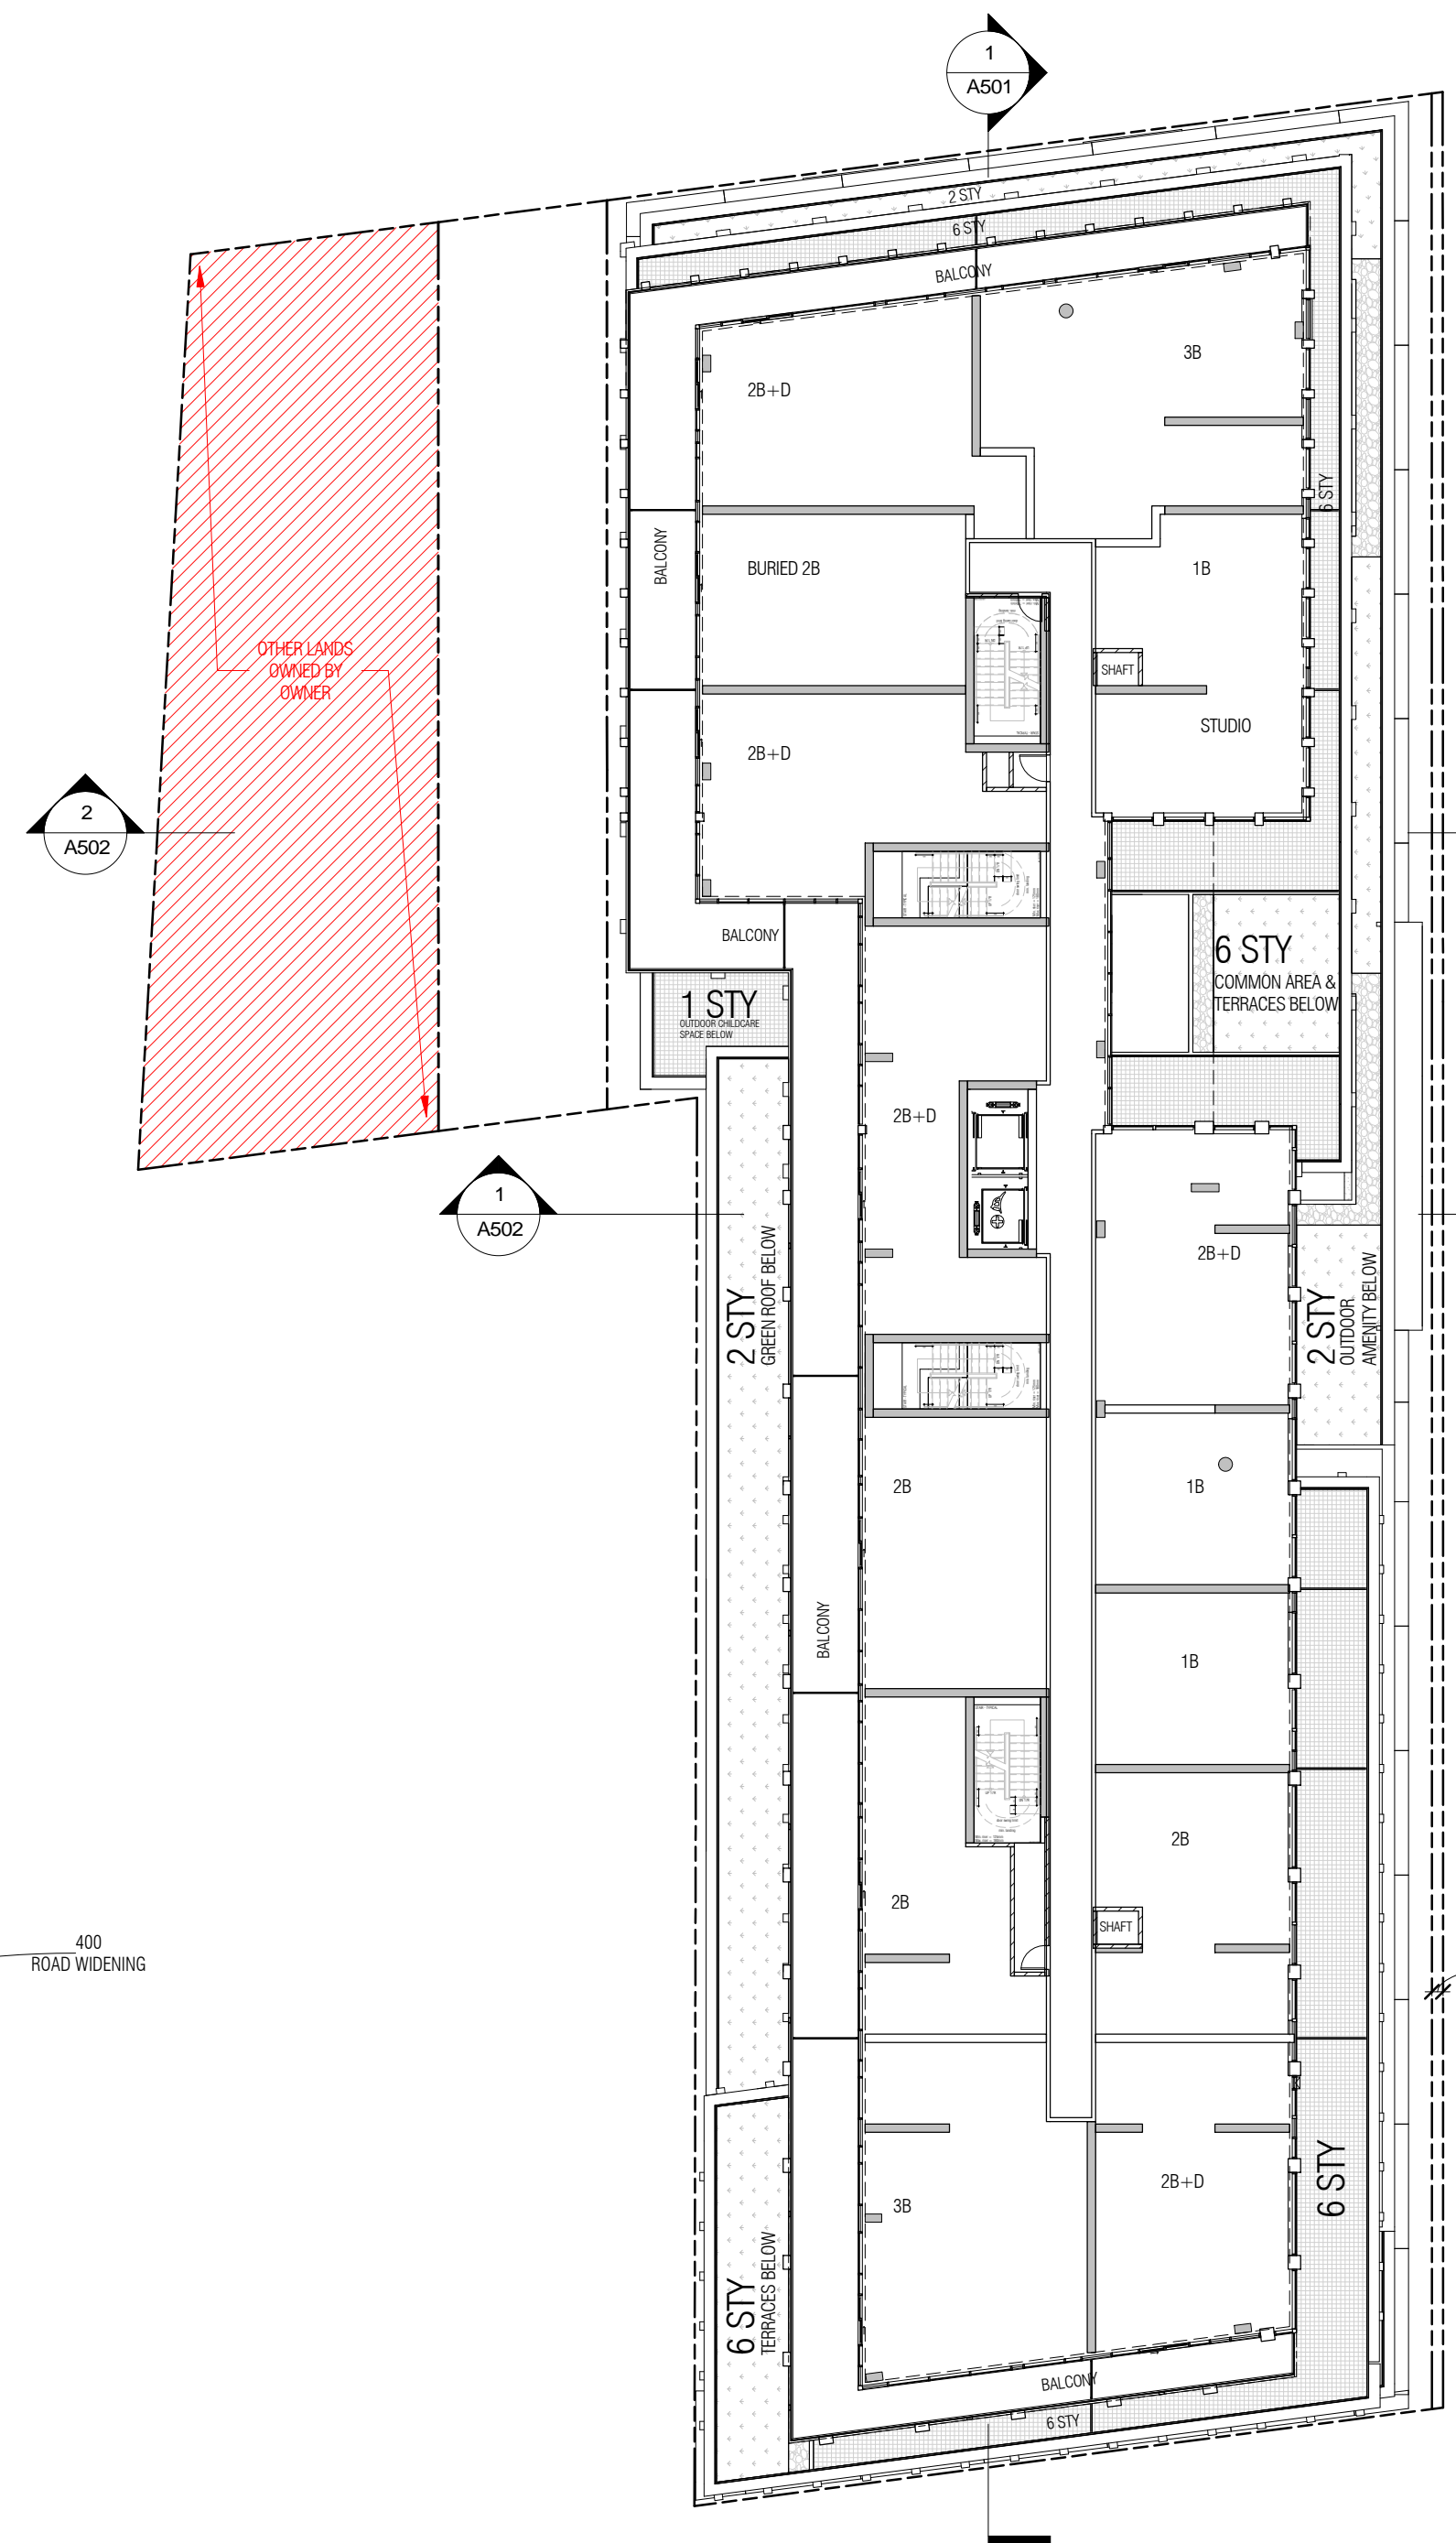 1
A501
2 STY
6 STY
BALCONY
3B
2B+D
6 STY
BALCONY
BURIED 2B
1B
OTHER LANDS
OWNED BY
OWNER
SHAFT
STUDIO
2B+D
2
A502
BALCONY
6 STY
COMMON AREA &
TERRACES BELOW
1 STY
OUTDOOR CHILDCARE
SPACE BELOW
2B+D
1
A502
2 STY
GREEN ROOF BELOW
2B+D
2 STY
OUTDOOR
AMENITY BELOW
2B
1B
BALCONY
1B
2B
2B
SHAFT
400
ROAD WIDENING
6 STY
2B+D
3B
6 STY
TERRACES BELOW
BALCONY
6 STY